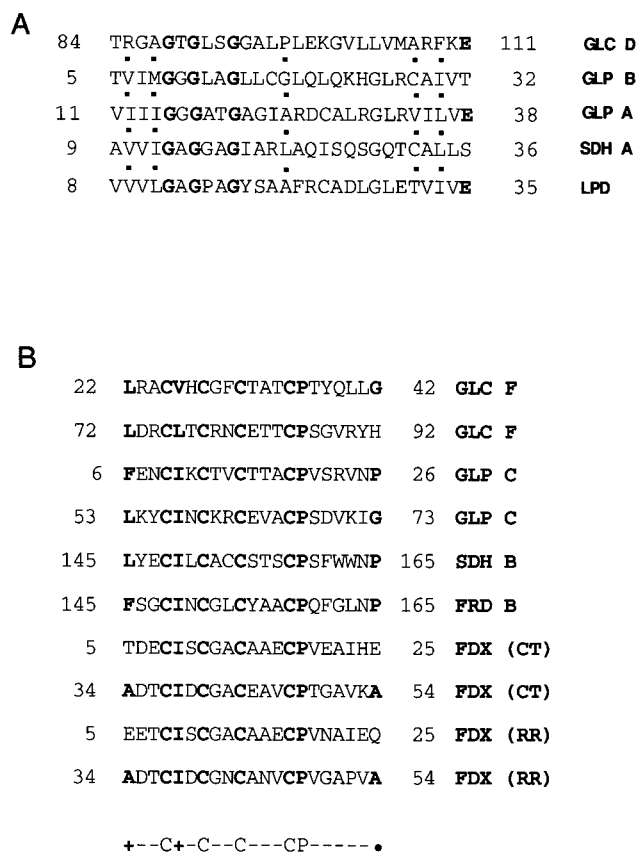 A
84 TRGAGTGLSGGALPLEKGVLLVMARFKE 111 GLC D
5 TVIMGGGLAGLLCGLQLQKHGLRCAIVT 32 GLP B
11 VIIIGGGATGAGIARDCALRGLRVILVE 38 GLP A
9 AVVIGAGGAGIARLAQISQSGQTCALLS 36 SDH A
8 VVVLGAGPAGYSAAFRCADLGLETVIVE 35 LPD
B
22 LRACVHCGFCTATCPTYQLLG 42 GLC F
72 LDRCLTCRNCETTCPSGVRYH 92 GLC F
6 FENCIKCTVCTTACPVSRVNP 26 GLP C
53 LKYCINCKRCEVACPSDVKIG 73 GLP C
145 LYECILCACCSTSCPSFWWNP 165 SDH B
145 FSGCINCGLCYAACPQFGLNP 165 FRD B
5 TDECISCGACAAECPVEAIHE 25 FDX (CT)
34 ADTCIDCGACEAVCPTGAVKA 54 FDX (CT)
5 EETCISCGACAAECPVNAIEQ 25 FDX (RR)
34 ADTCIDCGNCANVCPVGAPVA 54 FDX (RR)
+--C+-C--C---CP-----•